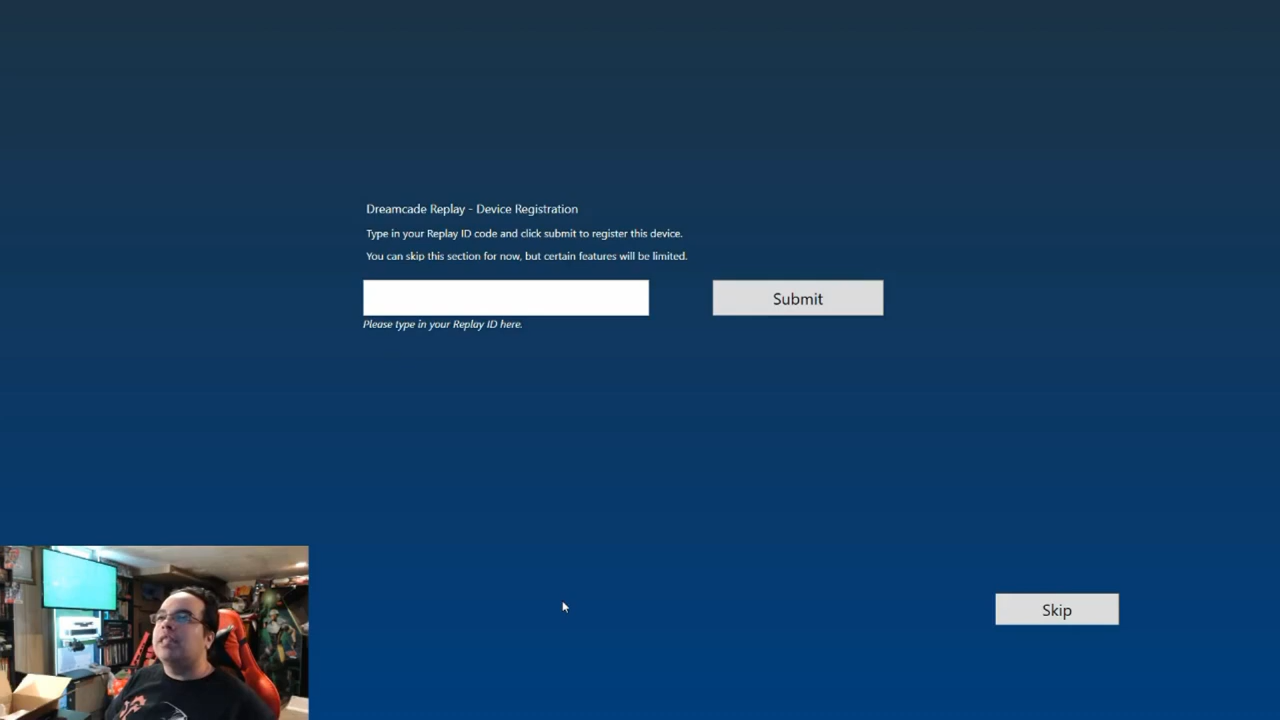 Dreamcade Replay - Device Registration
Type in your Replay ID code and click submit to register this device.
You can skip this section for now, but certain features will be limited.
Submit
Please type in your Replay ID here.
Skip